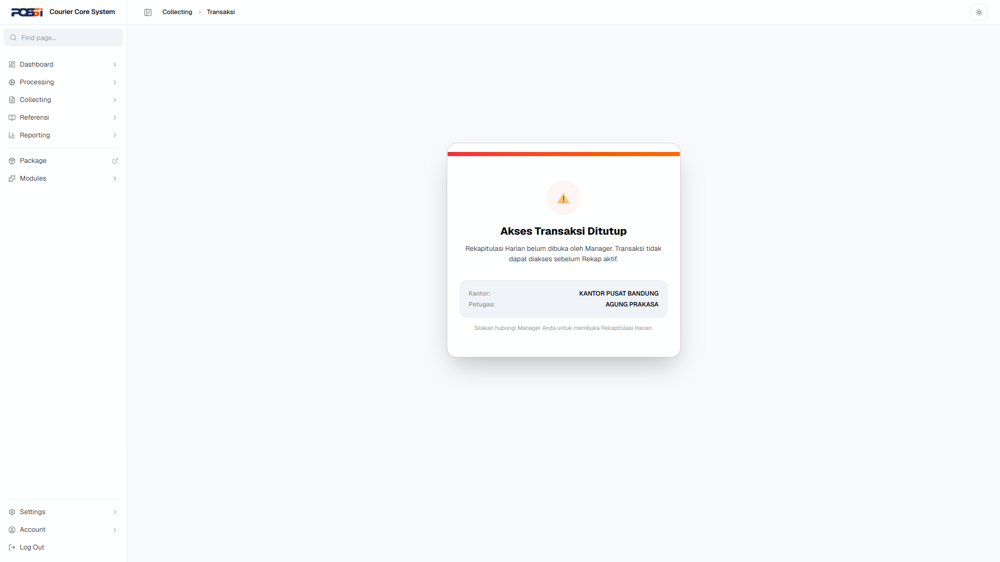 POSSi
Courier Core System
Collecting
Transaksi
Find page...
Dashboard
Processing
Collecting
Referensi
Reporting
Package
Modules
Akses Transaksi Ditutup
Rekapitulasi Harian belum dibuka oleh Manager. Transaksi tidak
dapat diakses sebelum Rekap aktif.
Kantor: KANTOR PUSAT BANDUNG
Petugas: AGUNG PRAKASA
Silakan hubungi Manager Anda untuk membuka Rekapitulasi Harian.
Settings
Account
Log Out